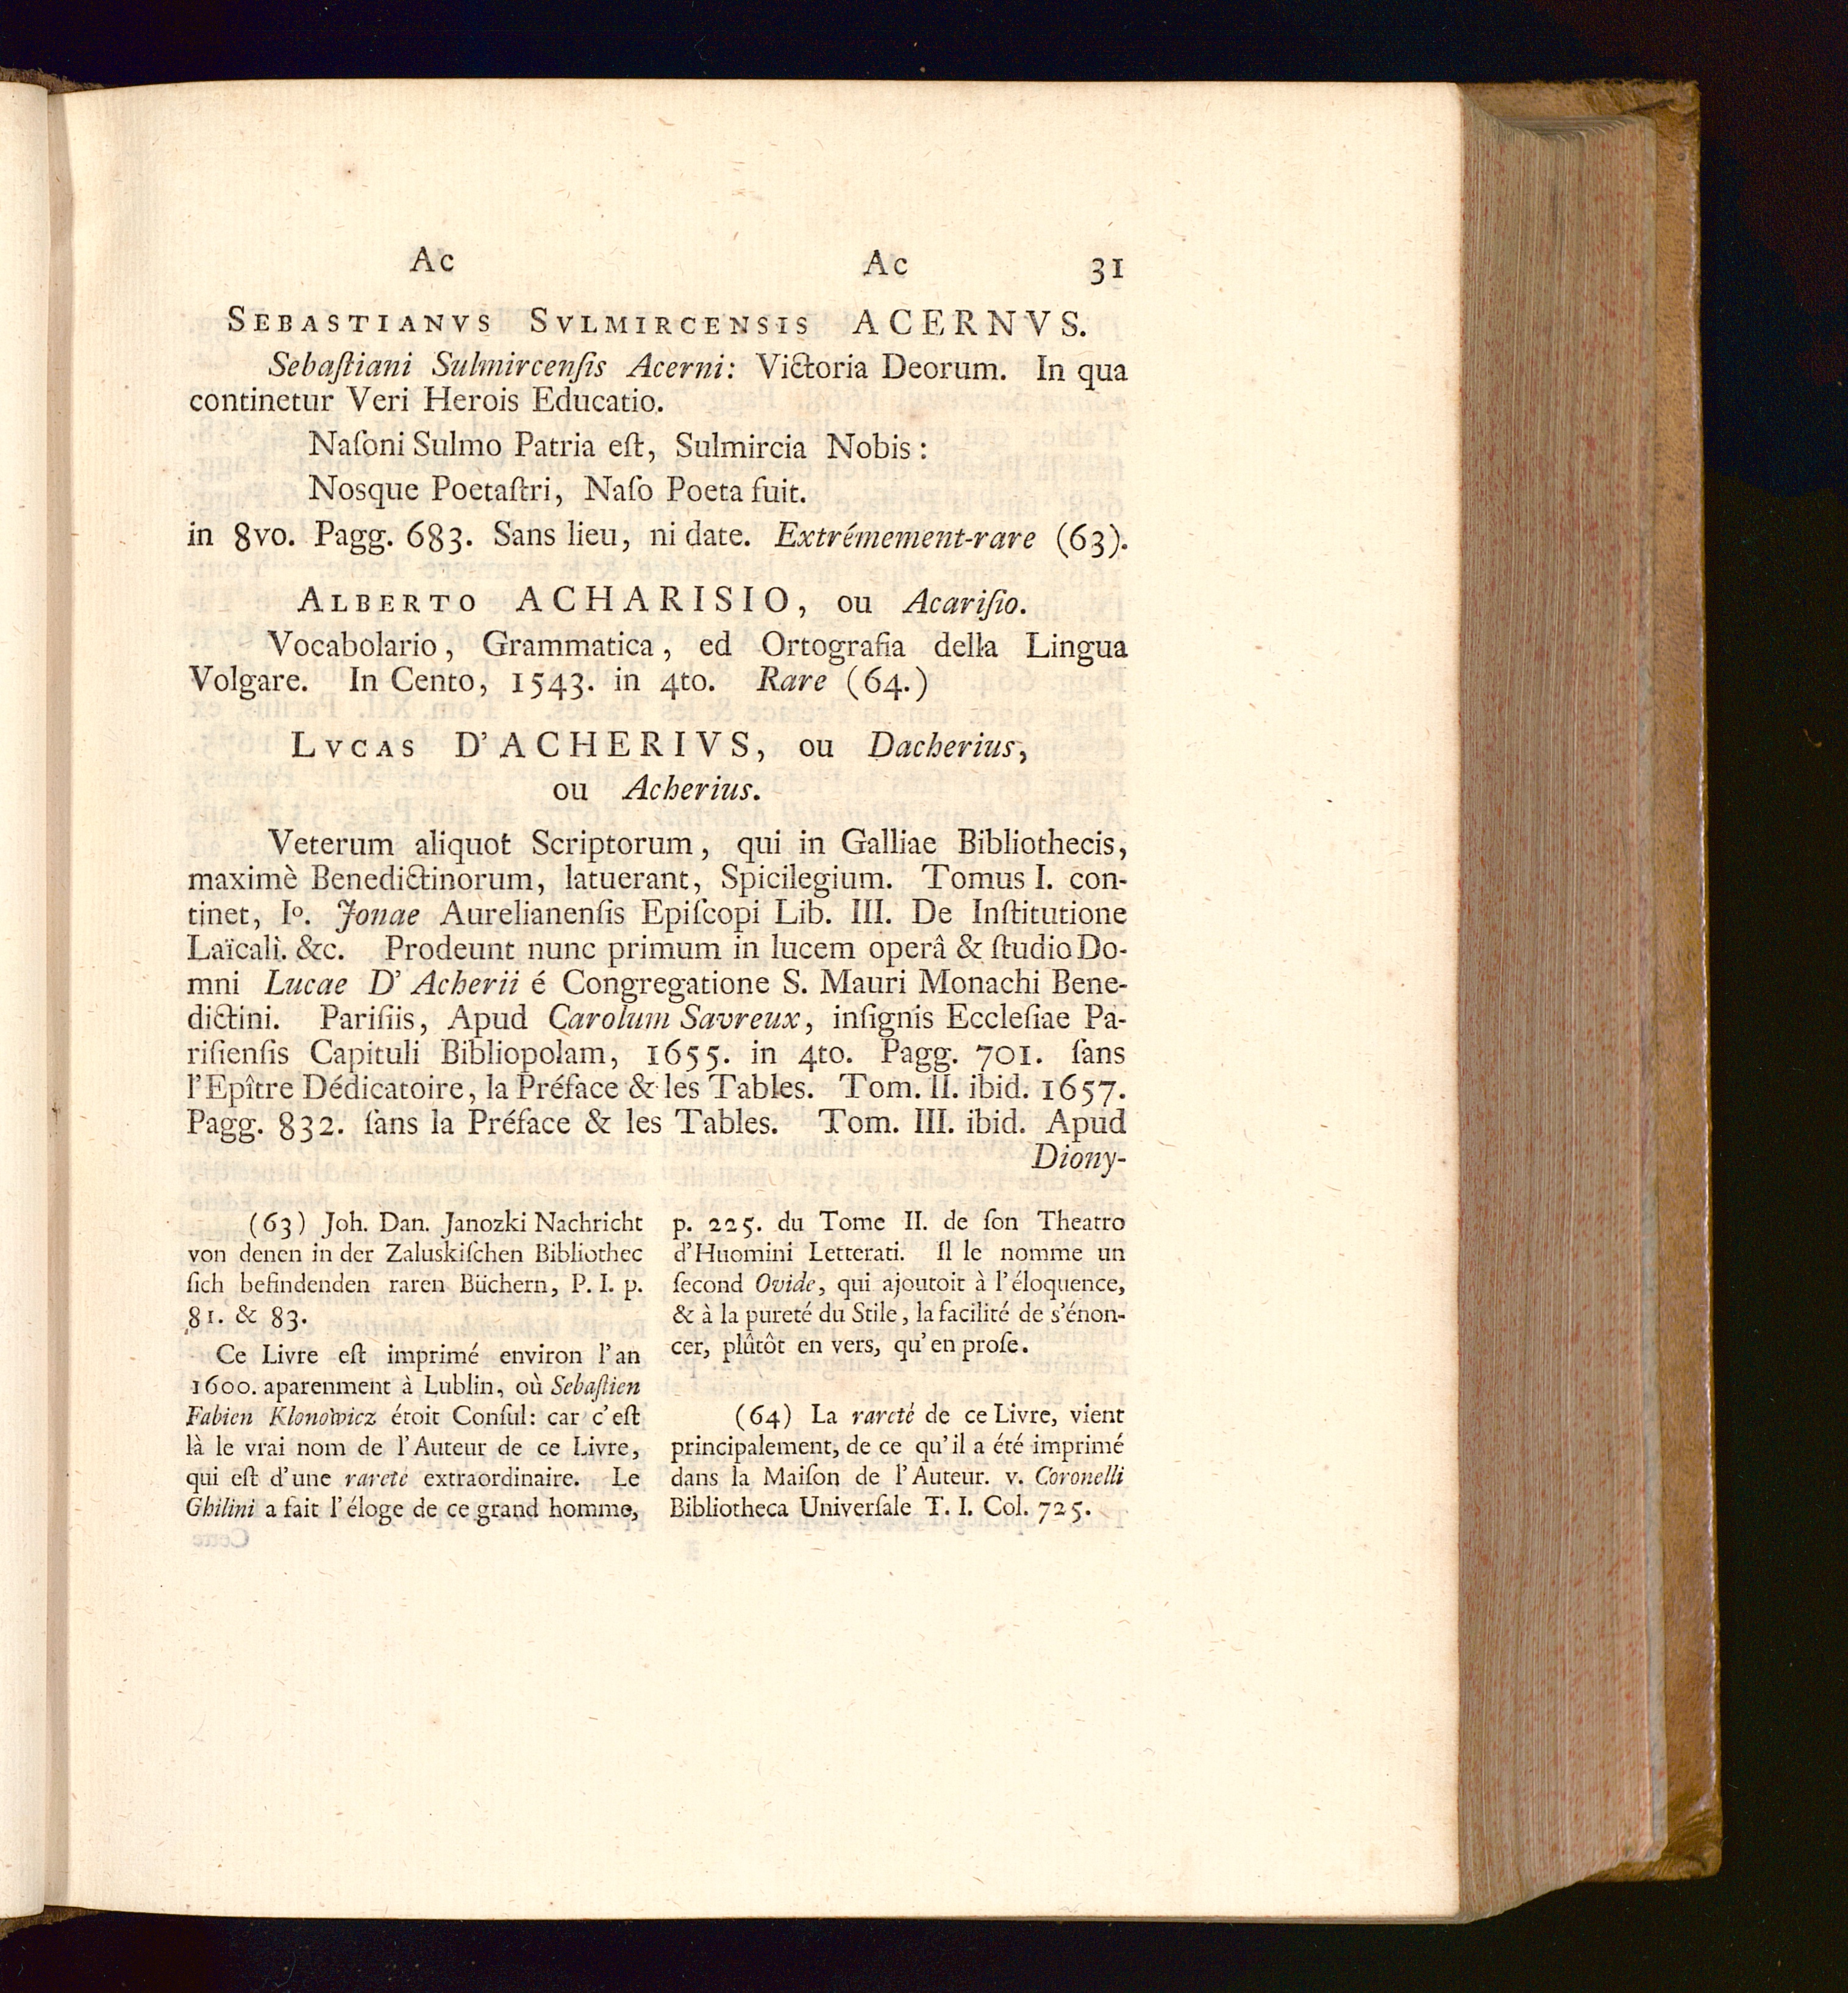 Ac Ac 31
SEBASTIANVS SVLMIRCENSIS ACERNVS.
Sebaſtiani Sulmircenſis Acerni: Victoria Deorum. In qua
continetur Veri Herois Educatio.
Naſoni Sulmo Patria eſt, Sulmircia Nobis:
Nosque Poetaſtri, Naſo Poeta fuit.
in 8vo. Pagg. 683. Sans lieu, ni date. Extrémement-rare (63).
ALBERTO ACHARISIO, ou Acariſio.
Vocabolario, Grammatica, ed Ortografia della Lingua
Volgare. In Cento, 1543. in 4to. Rare (64.)
LVCAS D'ACHERIVS, ou Dacherius,
ou Acherius.
Veterum aliquot Scriptorum, qui in Galliae Bibliothecis,
maximè Benedictinorum, latuerant, Spicilegium. Tomus I. con-
tinet, Iº. Jonae Aurelianenſis Epiſcopi Lib. III. De Inſtitutione
Laïcali. &c. Prodeunt nunc primum in lucem operâ & ſtudio Do-
mni Lucae D' Acherii é Congregatione S. Mauri Monachi Bene-
dictini. Pariſiis, Apud Carolum Savreux, inſignis Eccleſiae Pa-
riſienſis Capituli Bibliopolam, 1655. in 4to. Pagg. 701. ſans
l'Epître Dédicatoire, la Préface & les Tables. Tom. II. ibid. 1657.
Pagg. 832. ſans la Préface & les Tables. Tom. III. ibid. Apud
Diony-
(63) Joh. Dan. Janozki Nachricht
von denen in der Zaluskiſchen Bibliothec
ſich befindenden raren Büchern, P. I. p.
81. & 83.
Ce Livre eſt imprimé environ l'an
1600. aparenment à Lublin, où Sebaſtien
Fabien Klonowicz étoit Conſul: car c'eſt
là le vrai nom de l'Auteur de ce Livre,
qui eſt d'une rareté extraordinaire. Le
Ghilini a fait l'éloge de ce grand homme,
p. 225. du Tome II. de ſon Theatro
d'Huomini Letterati. Il le nomme un
ſecond Ovide, qui ajoutoit à l'éloquence,
& à la pureté du Stile, la facilité de s'énon-
cer, plûtôt en vers, qu'en proſe.
(64) La rareté de ce Livre, vient
principalement, de ce qu'il a été imprimé
dans la Maiſon de l'Auteur. v. Coronelli
Bibliotheca Univerſale T. I. Col. 725.